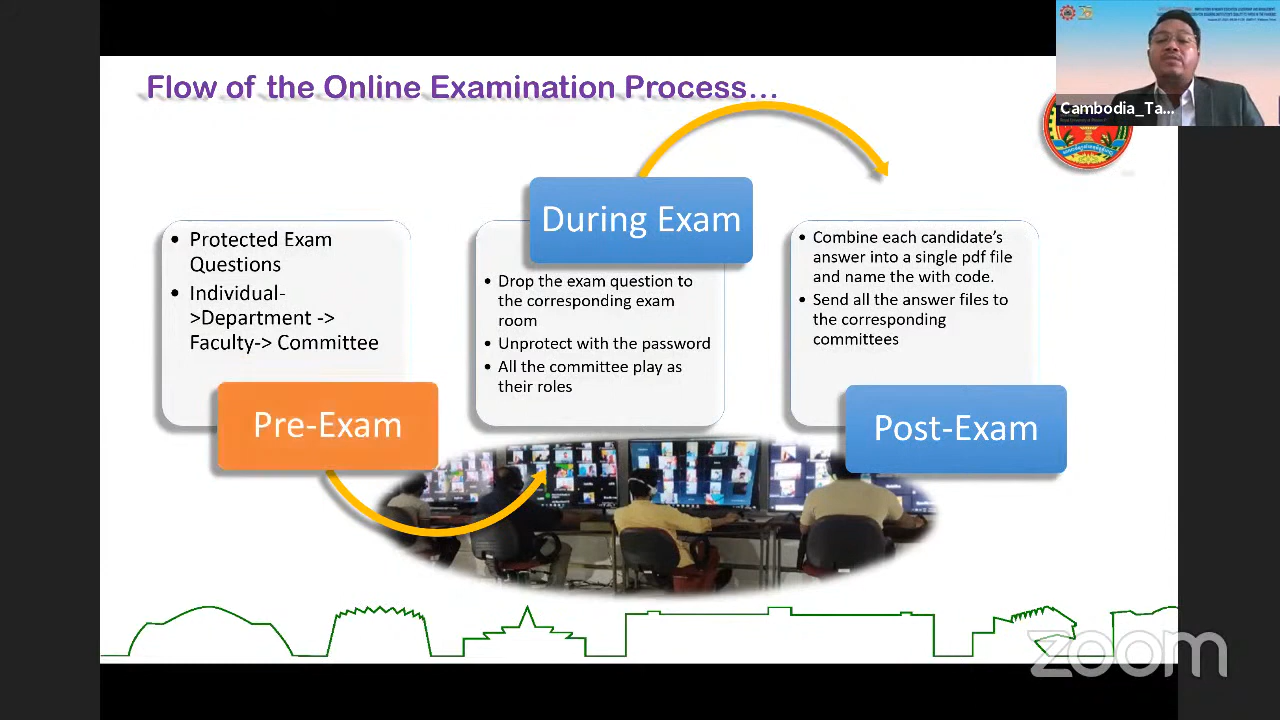 Flow of the Online Examination Process...
Cambodia_Ta...
During Exam
• Protected Exam
Questions
• Individual-
>Department ->
Faculty-> Committee
Pre-Exam
• Drop the exam question to
the corresponding exam
room
• Unprotect with the password
• All the committee play as
their roles
• Combine each candidate's
answer into a single pdf file
and name the with code.
• Send all the answer files to
the corresponding
committees
Post-Exam
zoom